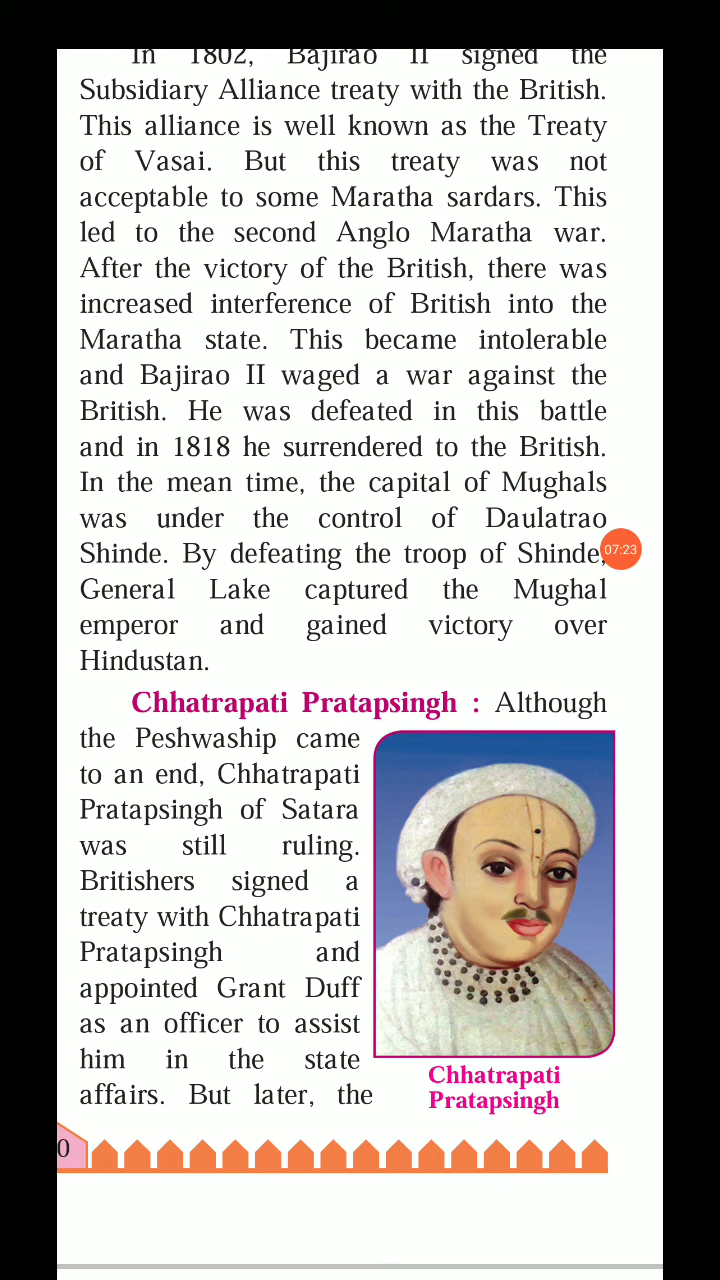 In 1802, Bajirao II signed the
Subsidiary Alliance treaty with the British.
This alliance is well known as the Treaty
of Vasai. But this treaty was not
acceptable to some Maratha sardars. This
led to the second Anglo Maratha war.
After the victory of the British, there was
increased interference of British into the
Maratha state. This became intolerable
and Bajirao II waged a war against the
British. He was defeated in this battle
and in 1818 he surrendered to the British.
In the mean time, the capital of Mughals
was under the control of Daulatrao
Shinde. By defeating the troop of Shinde,
07:23
General Lake captured the Mughal
emperor and gained victory over
Hindustan.
Chhatrapati Pratapsingh : Although
the Peshwaship came
to an end, Chhatrapati
Pratapsingh of Satara
was still ruling.
Britishers signed a
treaty with Chhatrapati
Pratapsingh and
appointed Grant Duff
as an officer to assist
him in the state
affairs. But later, the
Chhatrapati
Pratapsingh
0